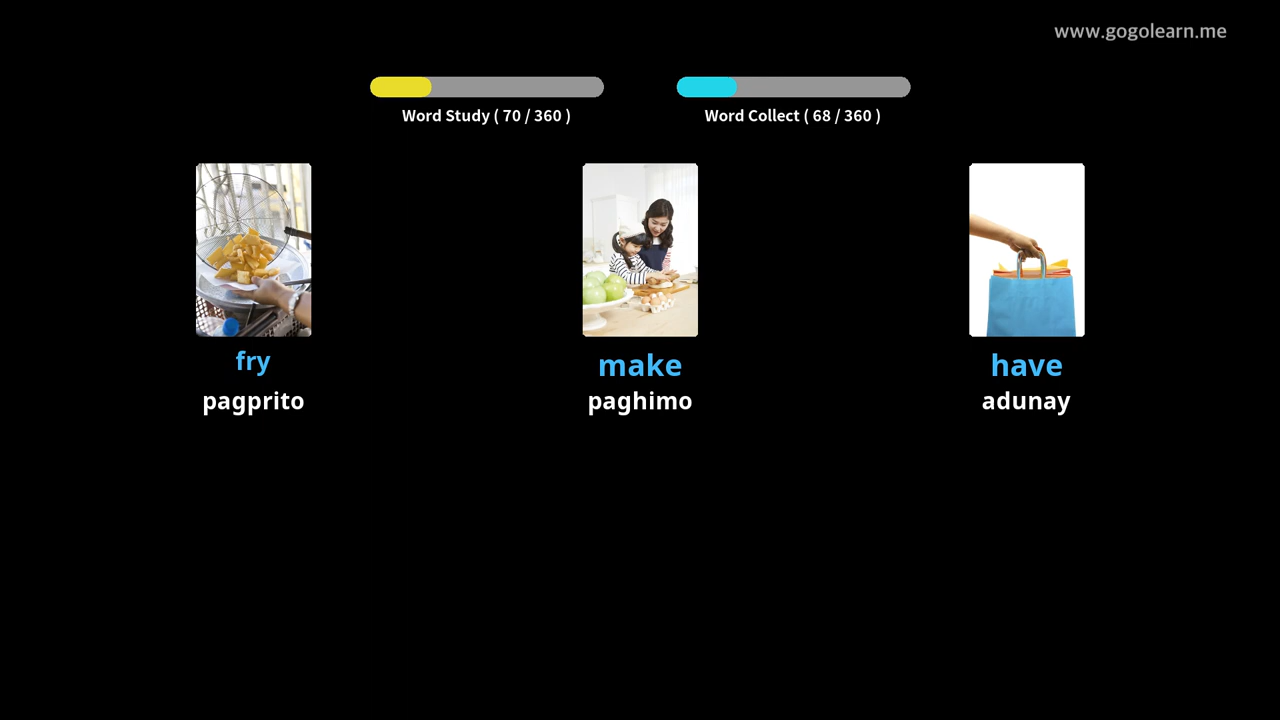 www.gogolearn.me
Word Study ( 70 / 360 )
Word Collect ( 68 / 360 )
fry
pagprito
make
paghimo
have
adunay